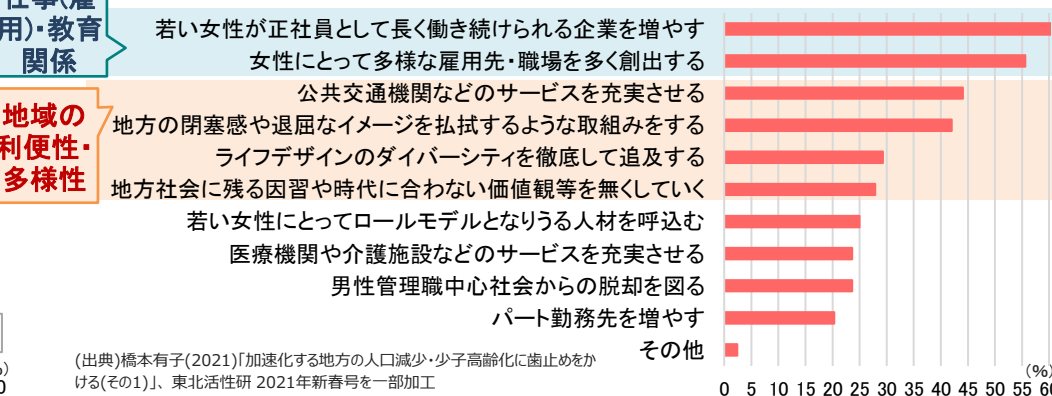 仕事(雇
用)・教育
関係
地域の
利便性・
多様性
若い女性が正社員として長く働き続けられる企業を増やす
女性にとって多様な雇用先・職場を多く創出する
公共交通機関などのサービスを充実させる
地方の閉塞感や退屈なイメージを払拭するような取組みをする
ライフデザインのダイバーシティを徹底して追及する
地方社会に残る因習や時代に合わない価値観等を無くしていく
若い女性にとってロールモデルとなりうる人材を呼込む
医療機関や介護施設などのサービスを充実させる
男性管理職中心社会からの脱却を図る
パート勤務先を増やす
その他
(%)
0 5 10 15 20 25 30 35 40 45 50 55 60
(出典)橋本有子(2021)「加速化する地方の人口減少・少子高齢化に歯止めをか
ける(その1)」、東北活性研 2021年新春号を一部加工